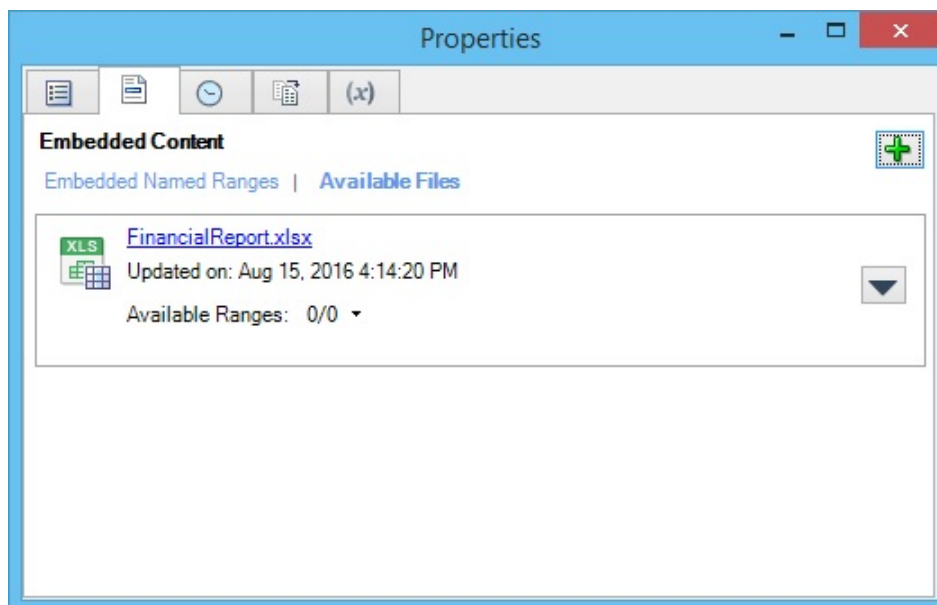 Properties
(x)
Embedded Content
Embedded Named Ranges | Available Files
XLS
FinancialReport.xlsx
Updated on: Aug 15, 2016 4:14:20 PM
Available Ranges: 0/0